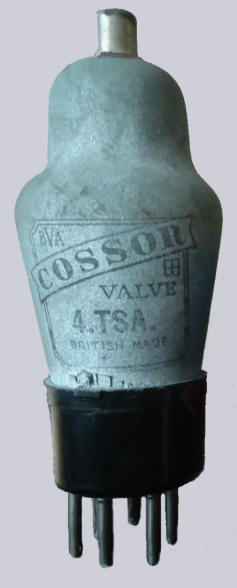 BVA
COSSOR
VALVE
4.TSA.
BRITISH MADE